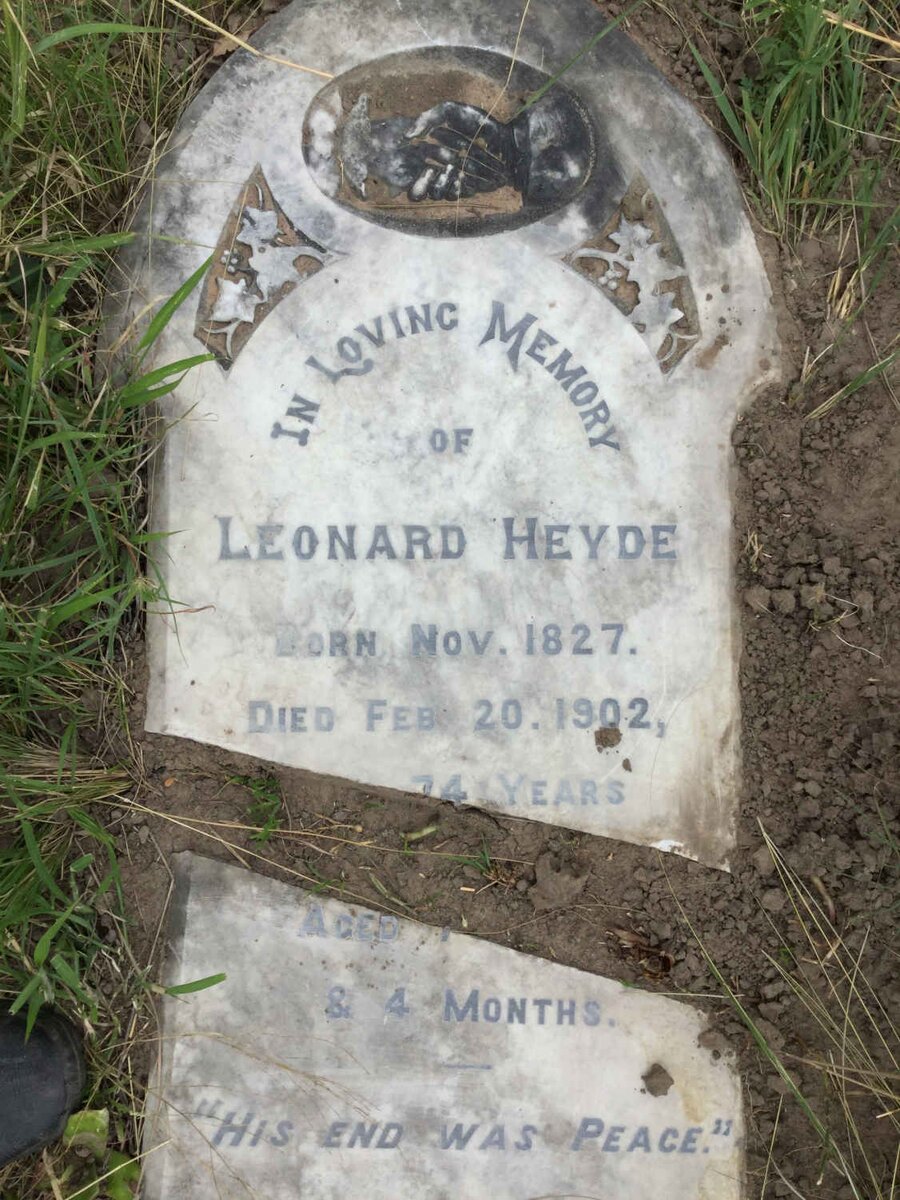 IN LOVING MEMORY
OF
LEONARD HEYDE
BORN NOV. 1827.
DIED FEB 20. 1902,
AGED 74 YEARS
& 4 MONTHS.
"HIS END WAS PEACE."